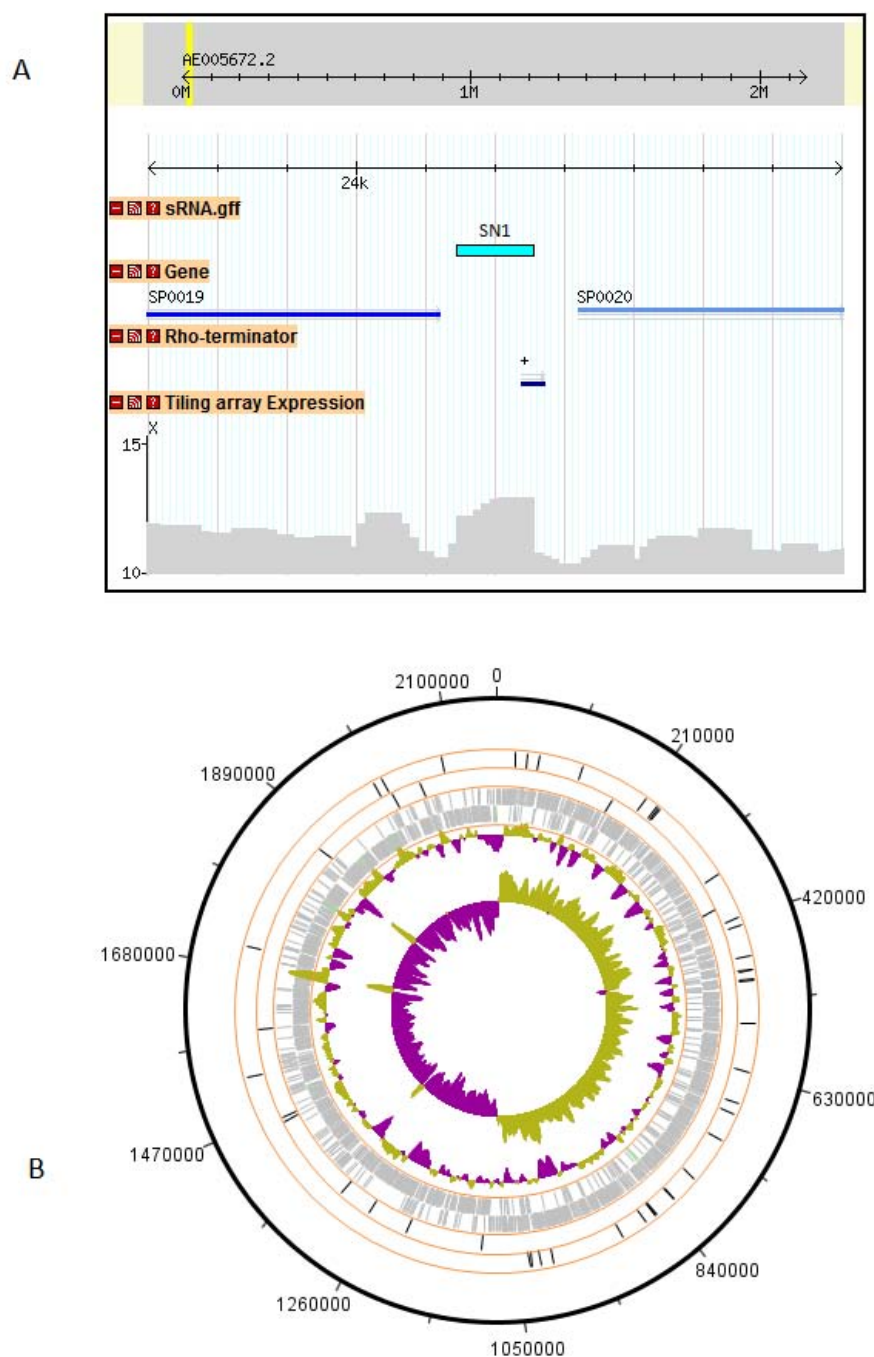 A
AE005672.2
0M 1M 2M
24k
sRNA.gff
SN1
Gene
SP0019 SP0020
Rho-terminator
+
Tiling array Expression
X
15
10
B
0
210000
420000
630000
840000
1050000
1260000
1470000
1680000
1890000
2100000